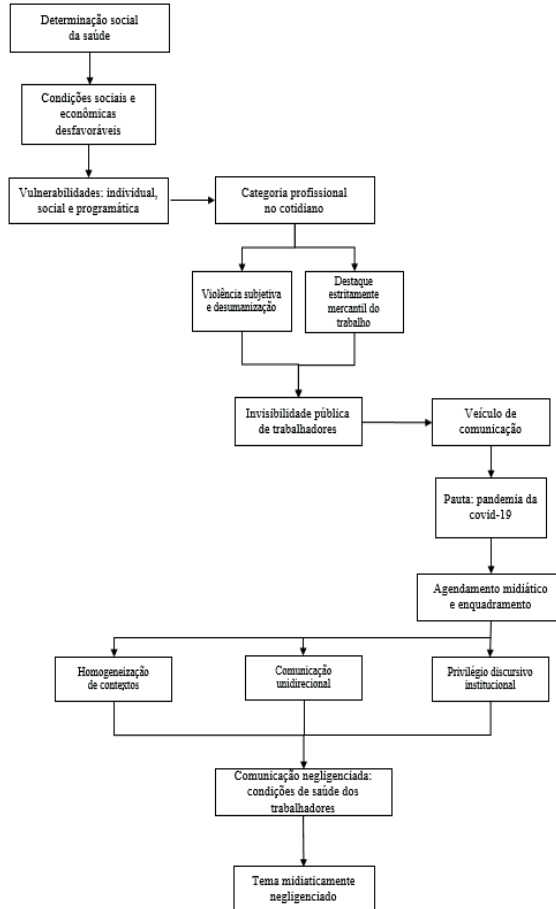 Determinação social
da saúde
Condições sociais e
econômicas
desfavoráveis
Vulnerabilidades: individual,
social e programática
Categoria profissional
no cotidiano
Violência subjetiva
e desumanização
Destaque
estritamente
mercantil do
trabalho
Invisibilidade pública
de trabalhadores
Veículo de
comunicação
Pauta: pandemia da
covid-19
Agendamento midiático
e enquadramento
Homogeneização
de contextos
Comunicação
unidirecional
Privilégio discursivo
institucional
Comunicação negligenciada:
condições de saúde dos
trabalhadores
Tema midiaticamente
negligenciado